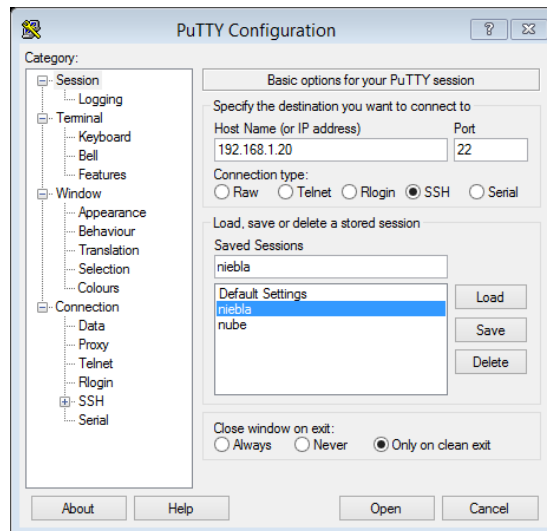 PuTTY Configuration
?
Category:
Session
Logging
Terminal
Keyboard
Bell
Features
Window
Appearance
Behaviour
Translation
Selection
Colours
Connection
Data
Proxy
Telnet
Rlogin
SSH
Serial
Basic options for your PuTTY session
Specify the destination you want to connect to
Host Name (or IP address) Port
192.168.1.20 22
Connection type:
Raw Telnet Rlogin SSH Serial
Load, save or delete a stored session
Saved Sessions
niebla
Default Settings Load
niebla
nube Save
Delete
Close window on exit:
Always Never Only on clean exit
About Help Open Cancel